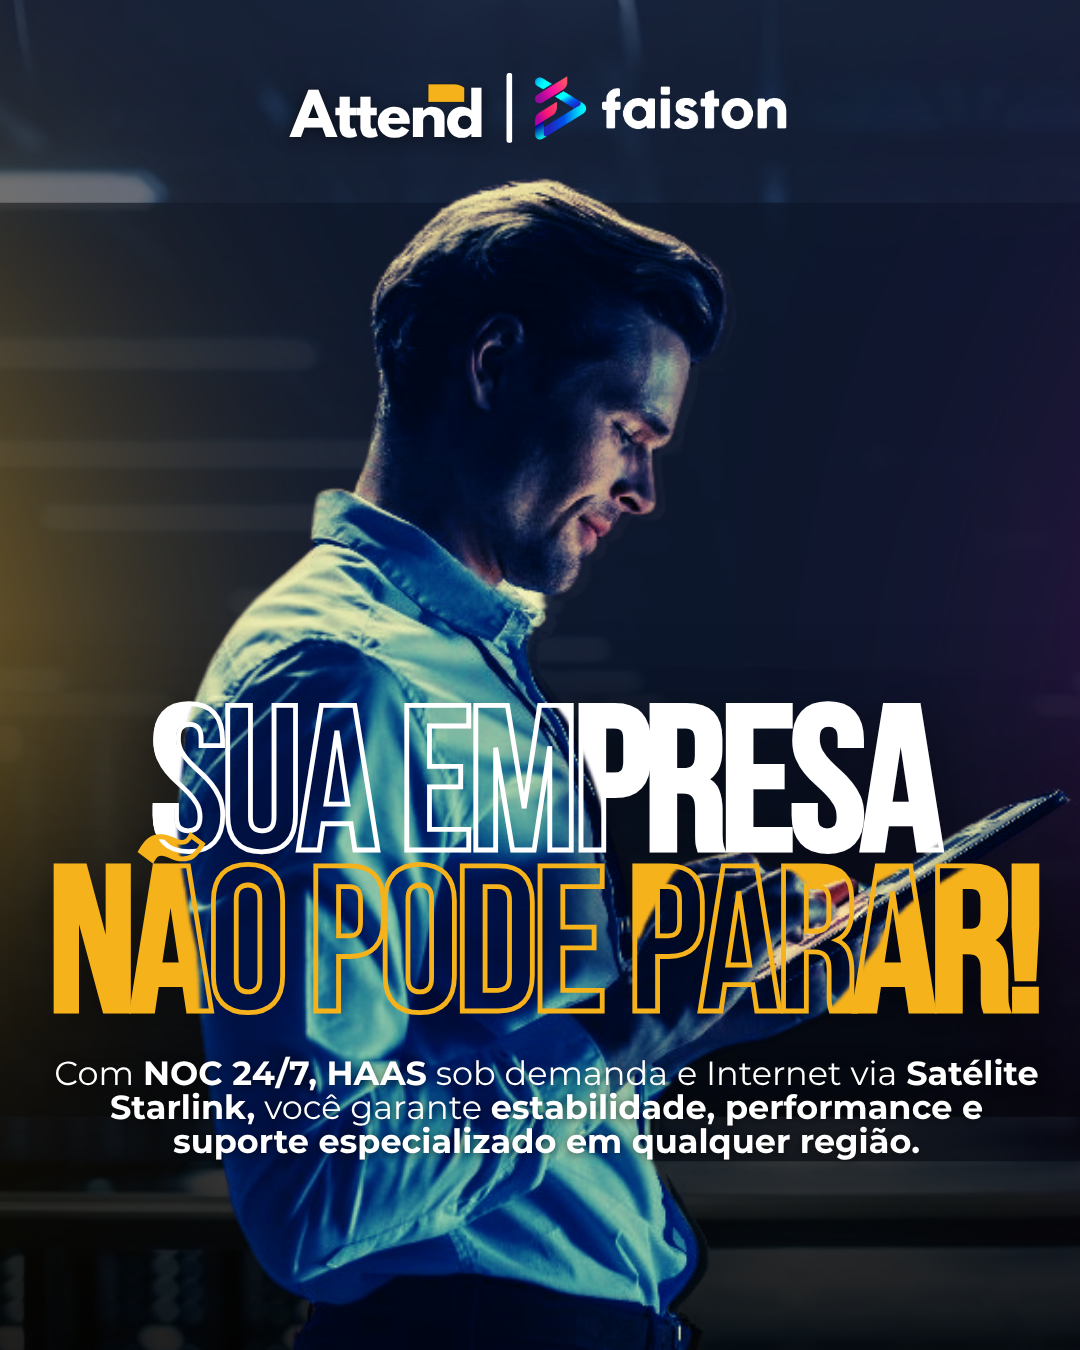 Attend | faiston
SUA EMPRESA
NÃO PODE PARAR!
Com NOC 24/7, HAAS sob demanda e Internet via Satélite
Starlink, você garante estabilidade, performance e
suporte especializado em qualquer região.